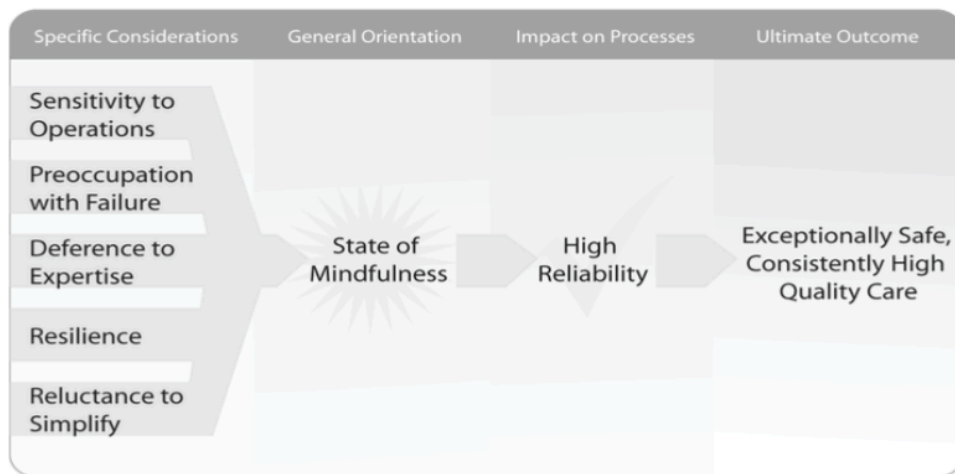 Specific Considerations
General Orientation
Impact on Processes
Ultimate Outcome
Sensitivity to
Operations
Preoccupation
with Failure
Deference to
Expertise
Resilience
Reluctance to
Simplify
State of
Mindfulness
High
Reliability
Exceptionally Safe,
Consistently High
Quality Care